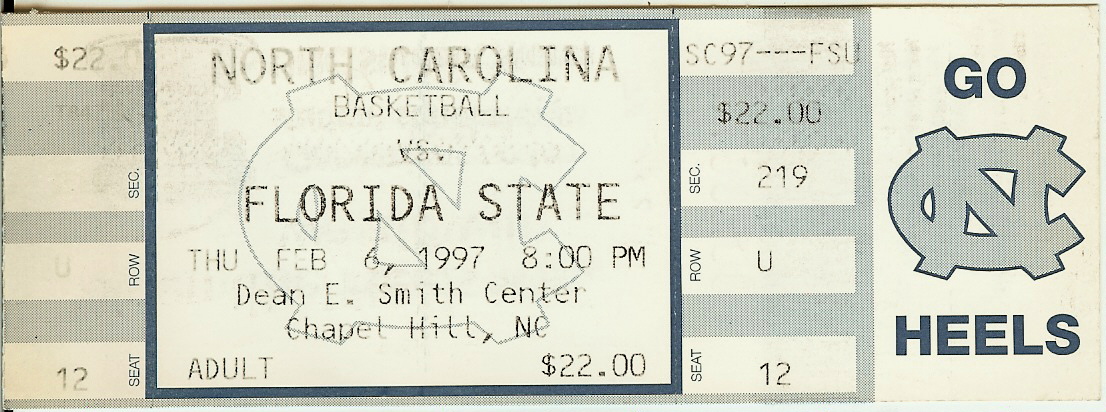 $22.
SEC.
U
ROW
12
SEAT
NORTH CAROLINA
BASKETBALL
VS.
FLORIDA STATE
THU FEB 6, 1997 8:00 PM
Dean E. Smith Center
Chapel Hill, NC
ADULT $22.00
SC97---FSU
$22.00
SEC. 219
ROW U
SEAT 12
GO
NC
HEELS